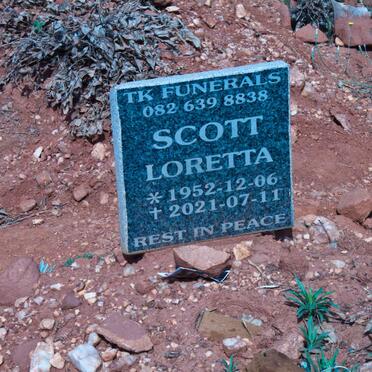 TK FUNERALS
082 639 8838
SCOTT
LORETTA
* 1952-12-06
✝ 2021-07-11
REST IN PEACE